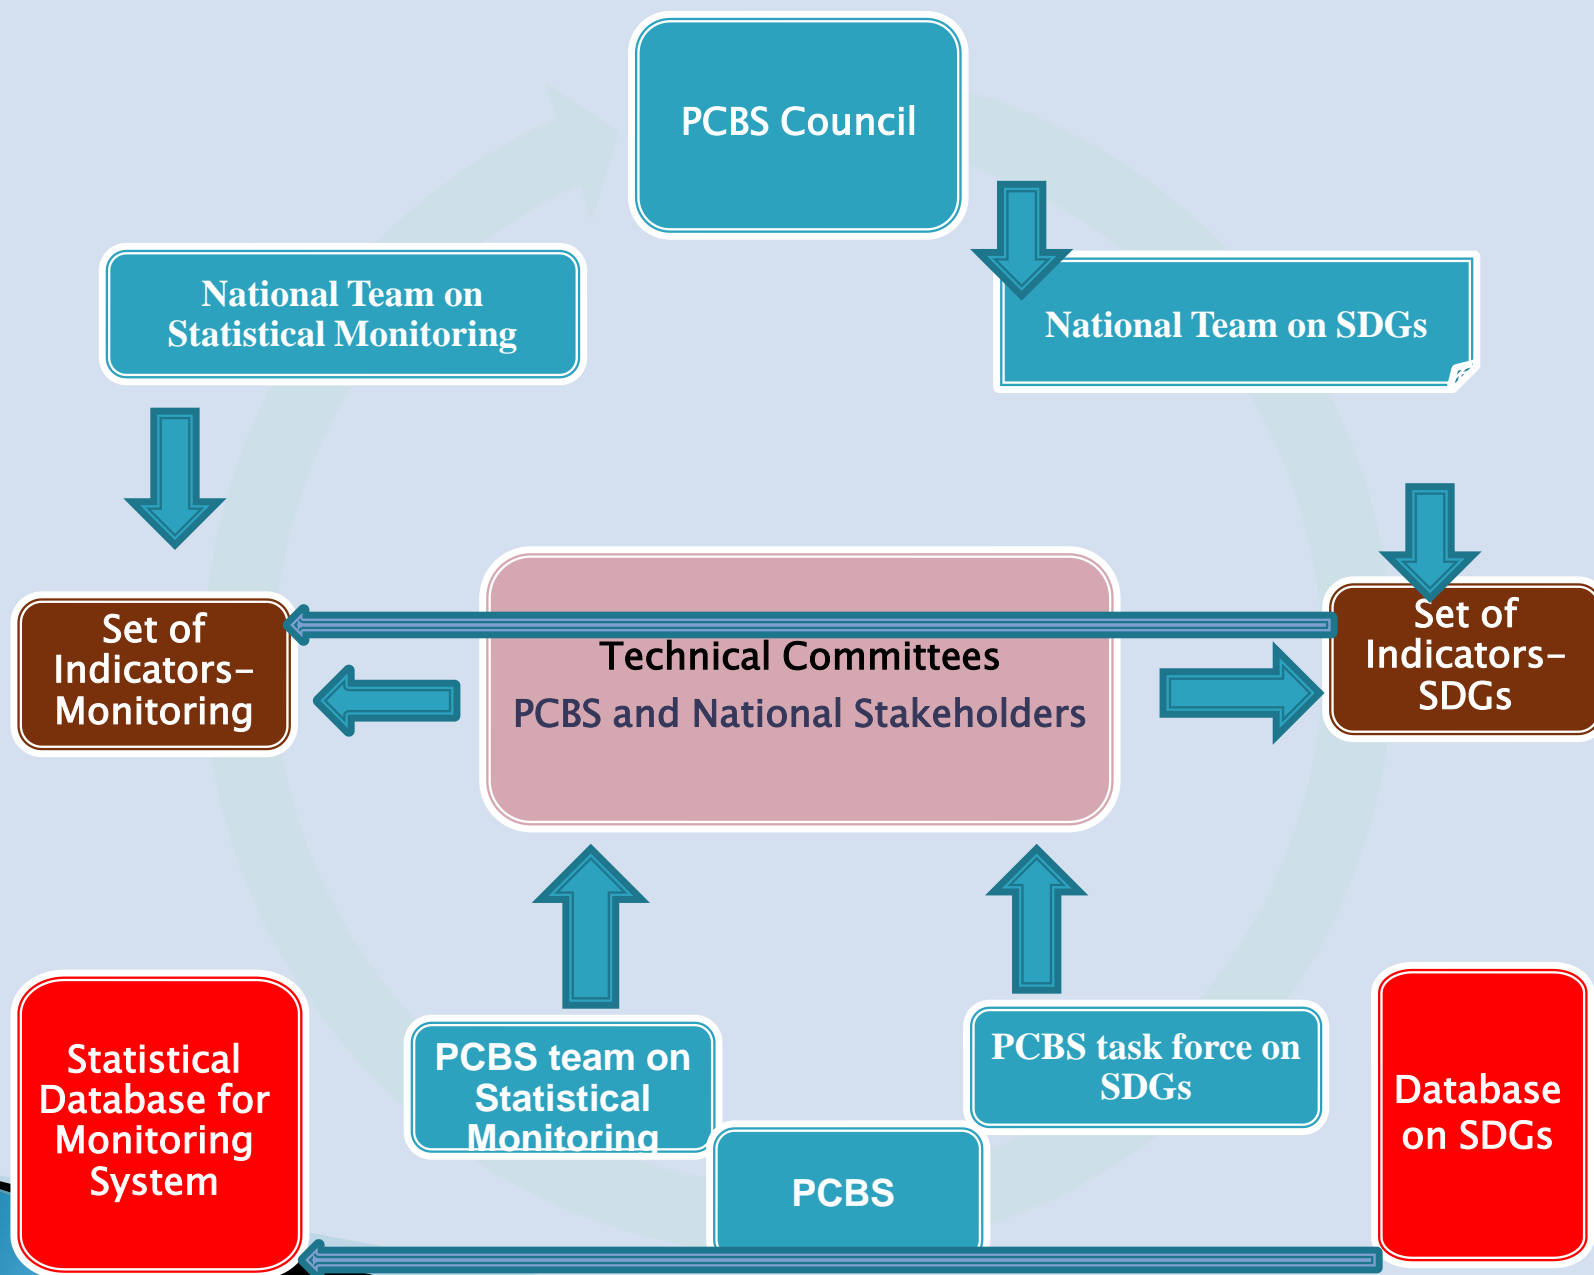 PCBS Council
National Team on
Statistical Monitoring
National Team on SDGs
Set of
Indicators–
Monitoring
Technical Committees
PCBS and National Stakeholders
Set of
Indicators–
SDGs
Statistical
Database for
Monitoring
System
PCBS team on
Statistical
Monitoring
PCBS task force on
SDGs
Database
on SDGs
PCBS